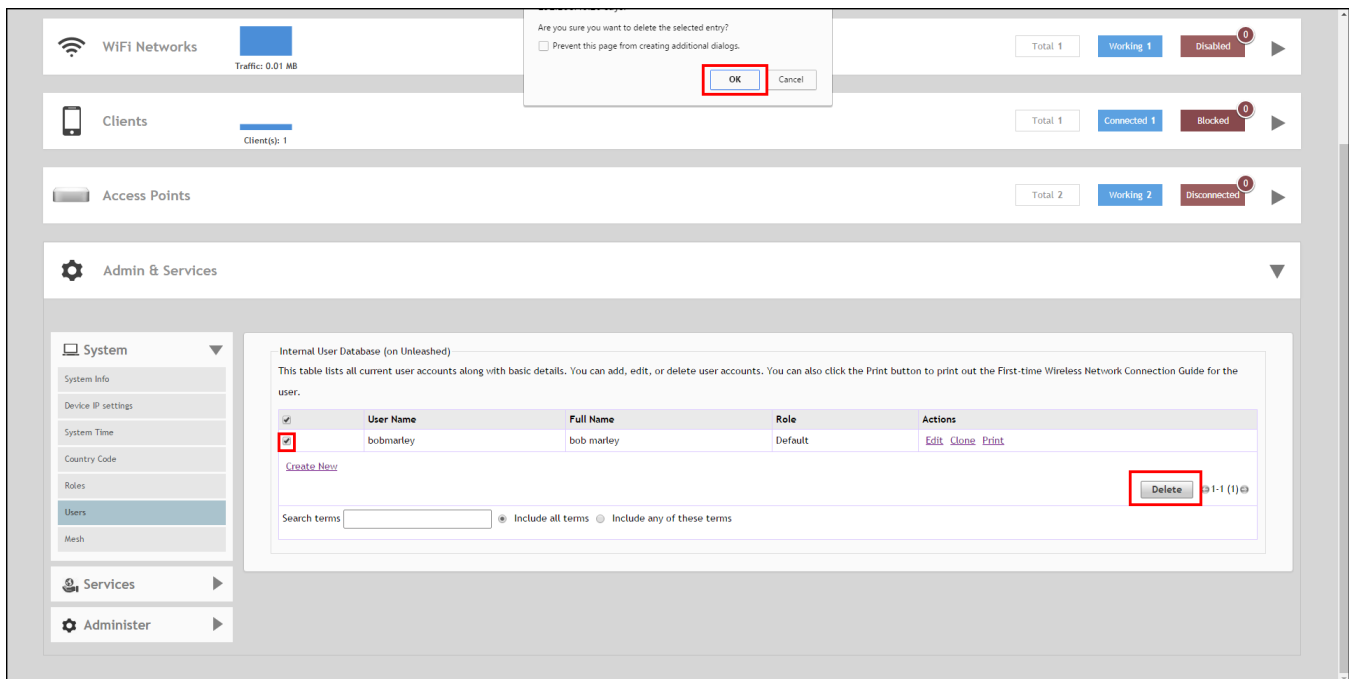 Are you sure you want to delete the selected entry?
Prevent this page from creating additional dialogs.
OK Cancel
WiFi Networks
Traffic: 0.01 MB
Total 1 Working 1 Disabled 0
Clients
Client(s): 1
Total 1 Connected 1 Blocked 0
Access Points
Total 2 Working 2 Disconnected 0
Admin & Services
System
System Info
Device IP settings
System Time
Country Code
Roles
Users
Mesh
Services
Administer
Internal User Database (on Unleashed)
This table lists all current user accounts along with basic details. You can add, edit, or delete user accounts. You can also click the Print button to print out the First-time Wireless Network Connection Guide for the
user.
User Name Full Name Role Actions
bobmarley bob marley Default Edit Clone Print
Create New
Delete 1-1 (1)
Search terms Include all terms Include any of these terms